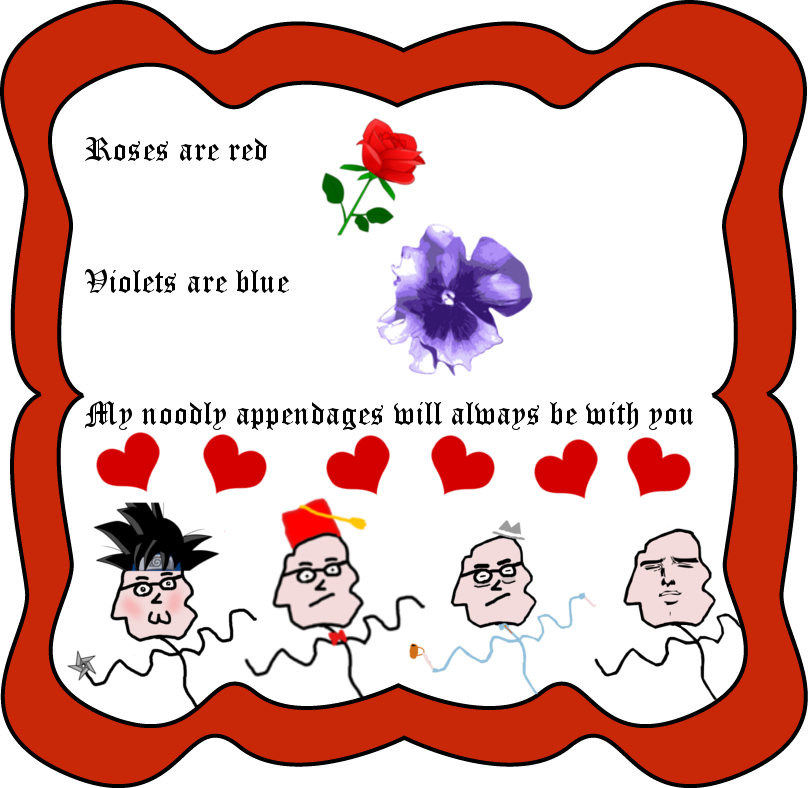 Roses are red
Violets are blue
My noodly appendages will always be with you